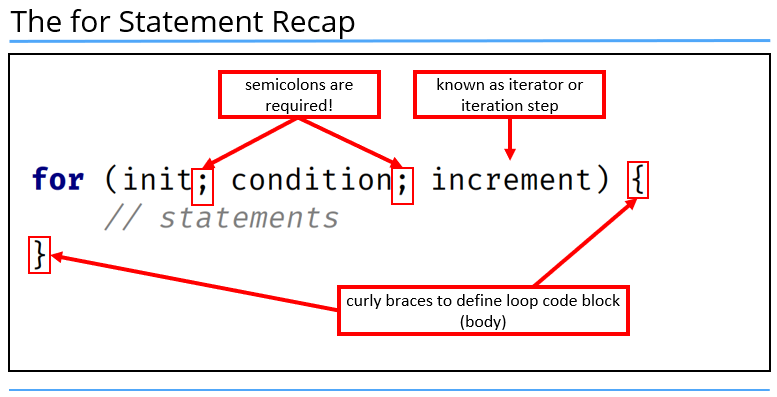 The for Statement Recap
semicolons are
required!
known as iterator or
iteration step
for (init; condition; increment) {
// statements
}
curly braces to define loop code block
(body)